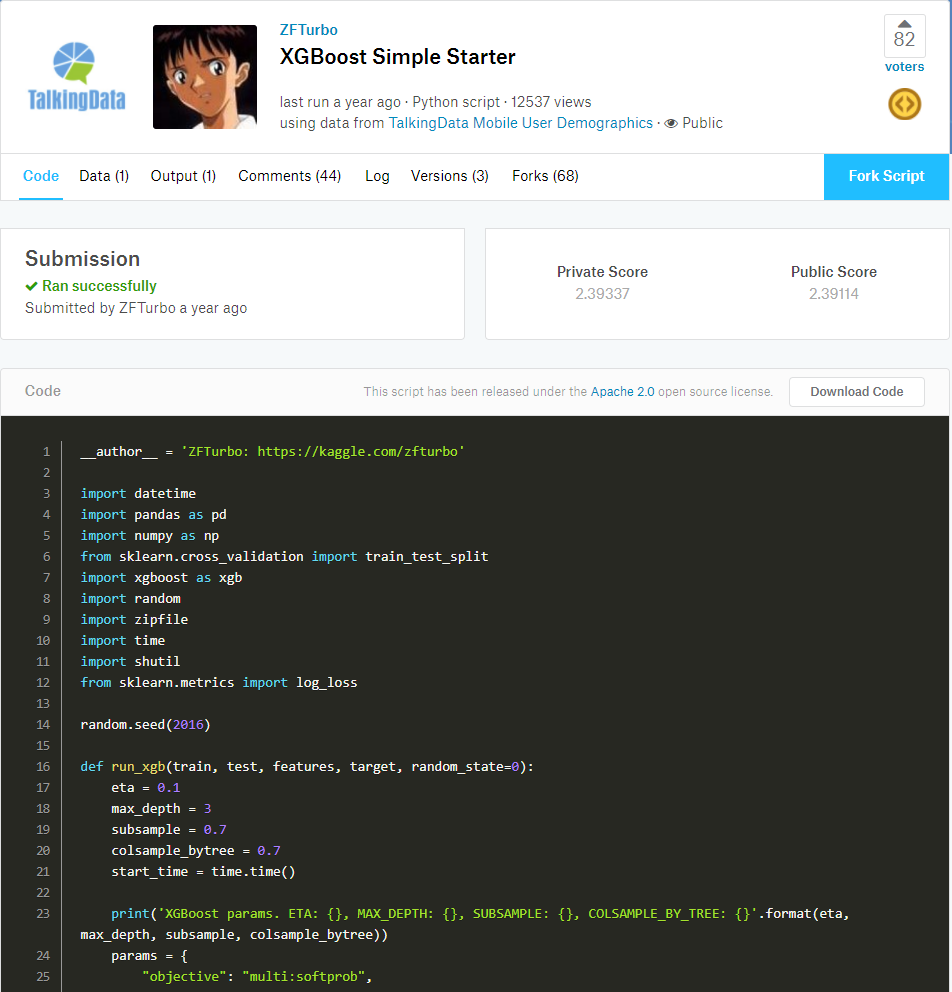 TalkingData
ZFTurbo
XGBoost Simple Starter
last run a year ago · Python script · 12537 views
using data from TalkingData Mobile User Demographics · Public
82
voters
Code Data (1) Output (1) Comments (44) Log Versions (3) Forks (68) Fork Script
Submission
Ran successfully
Submitted by ZFTurbo a year ago
Private Score Public Score
2.39337 2.39114
Code This script has been released under the Apache 2.0 open source license. Download Code
1 __author__ = 'ZFTurbo: https://kaggle.com/zfturbo'
2
3 import datetime
4 import pandas as pd
5 import numpy as np
6 from sklearn.cross_validation import train_test_split
7 import xgboost as xgb
8 import random
9 import zipfile
10 import time
11 import shutil
12 from sklearn.metrics import log_loss
13
14 random.seed(2016)
15
16 def run_xgb(train, test, features, target, random_state=0):
17     eta = 0.1
18     max_depth = 3
19     subsample = 0.7
20     colsample_bytree = 0.7
21     start_time = time.time()
22
23     print('XGBoost params. ETA: {}, MAX_DEPTH: {}, SUBSAMPLE: {}, COLSAMPLE_BY_TREE: {}'.format(eta,
max_depth, subsample, colsample_bytree))
24     params = {
25         "objective": "multi:softprob",